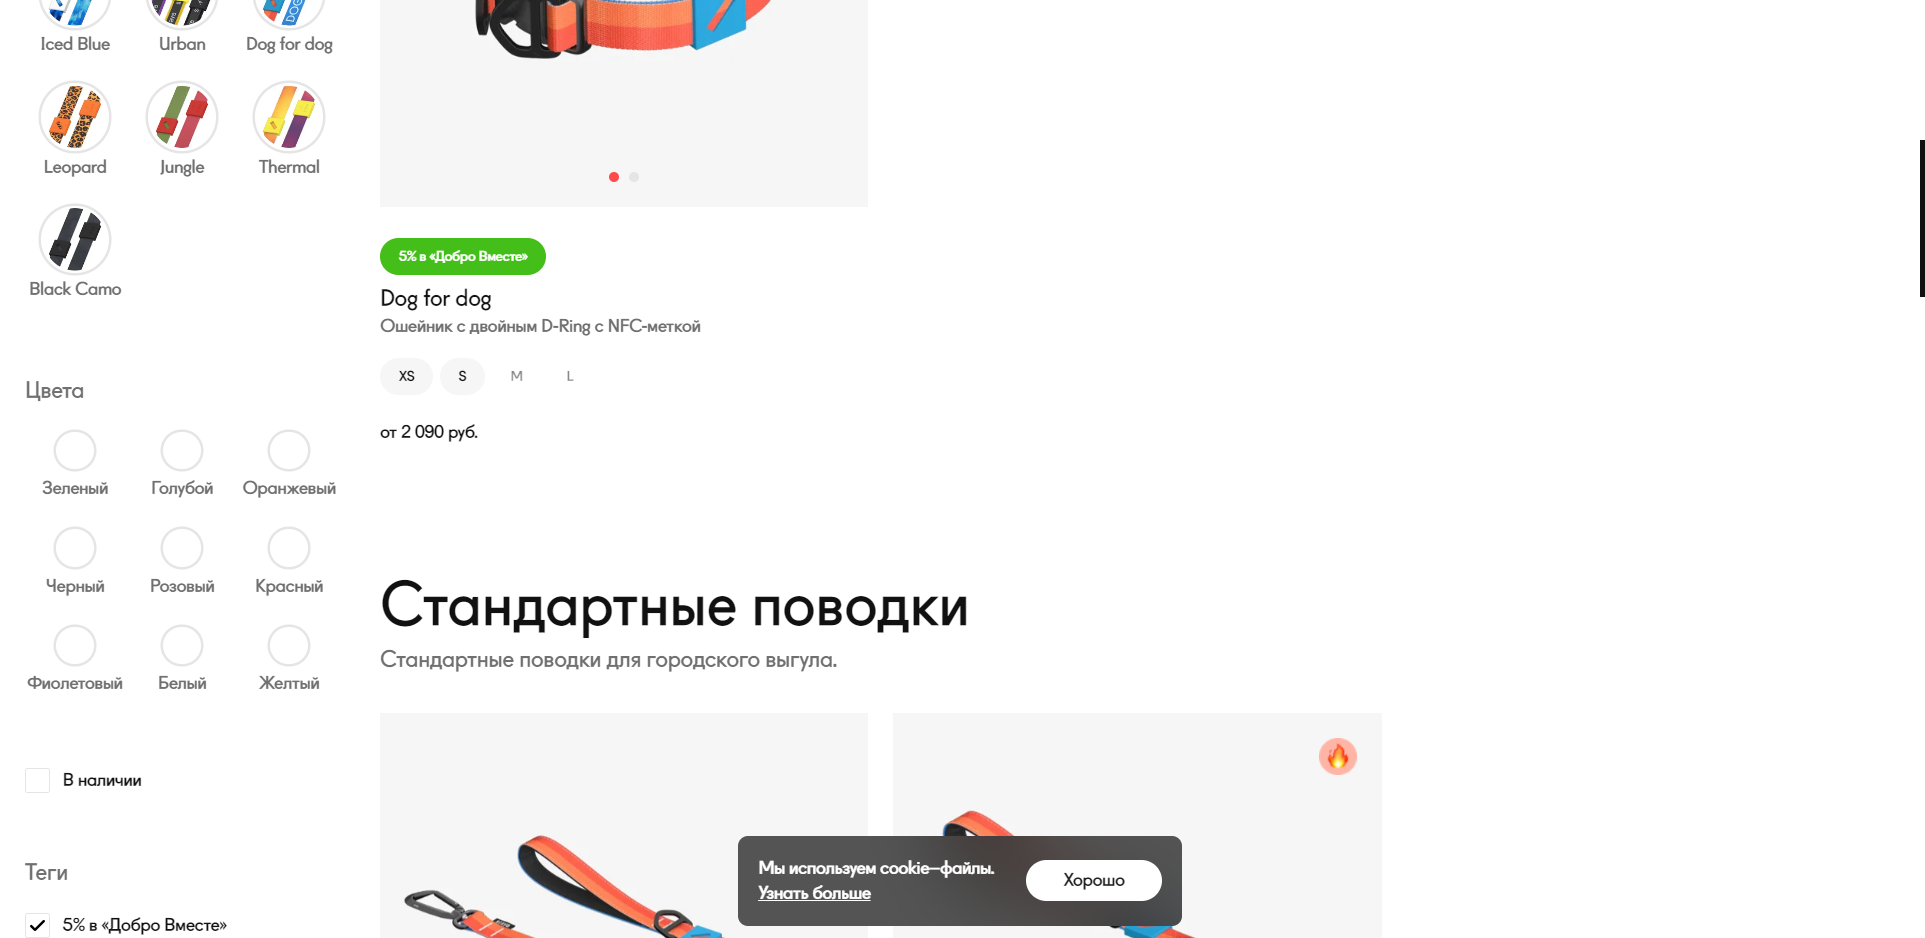 Iced Blue
Urban
Dog for dog
Leopard
Jungle
Thermal
Black Camo
Цвета
Зеленый
Голубой
Оранжевый
Черный
Розовый
Красный
Фиолетовый
Белый
Желтый
В наличии
Теги
5% в «Добро Вместе»
5% в «Добро Вместе»
Dog for dog
Ошейник с двойным D-Ring с NFC-меткой
XS
S
M
L
от 2 090 руб.
Стандартные поводки
Стандартные поводки для городского выгула.
Мы используем cookie–файлы.
Узнать больше
Хорошо